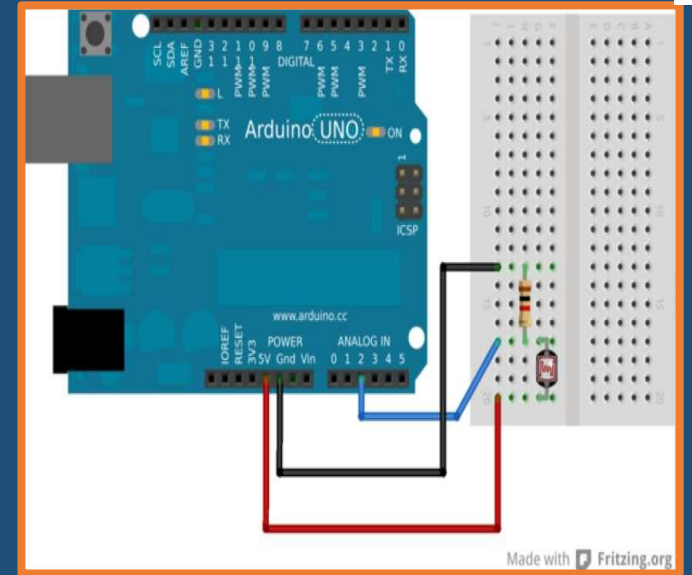 SCL
SDA
AREF
GND
13
12
PWM 11
PWM 10
PWM 9
8
DIGITAL
7
PWM 6
PWM 5
4
PWM 3
2
TX 1
RX 0
L
TX
RX
Arduino UNO
ON
1
ICSP
www.arduino.cc
POWER
ANALOG IN
IOREF
RESET
3V3
5V Gnd Vin
0 1 2 3 4 5
Made with Fritzing.org